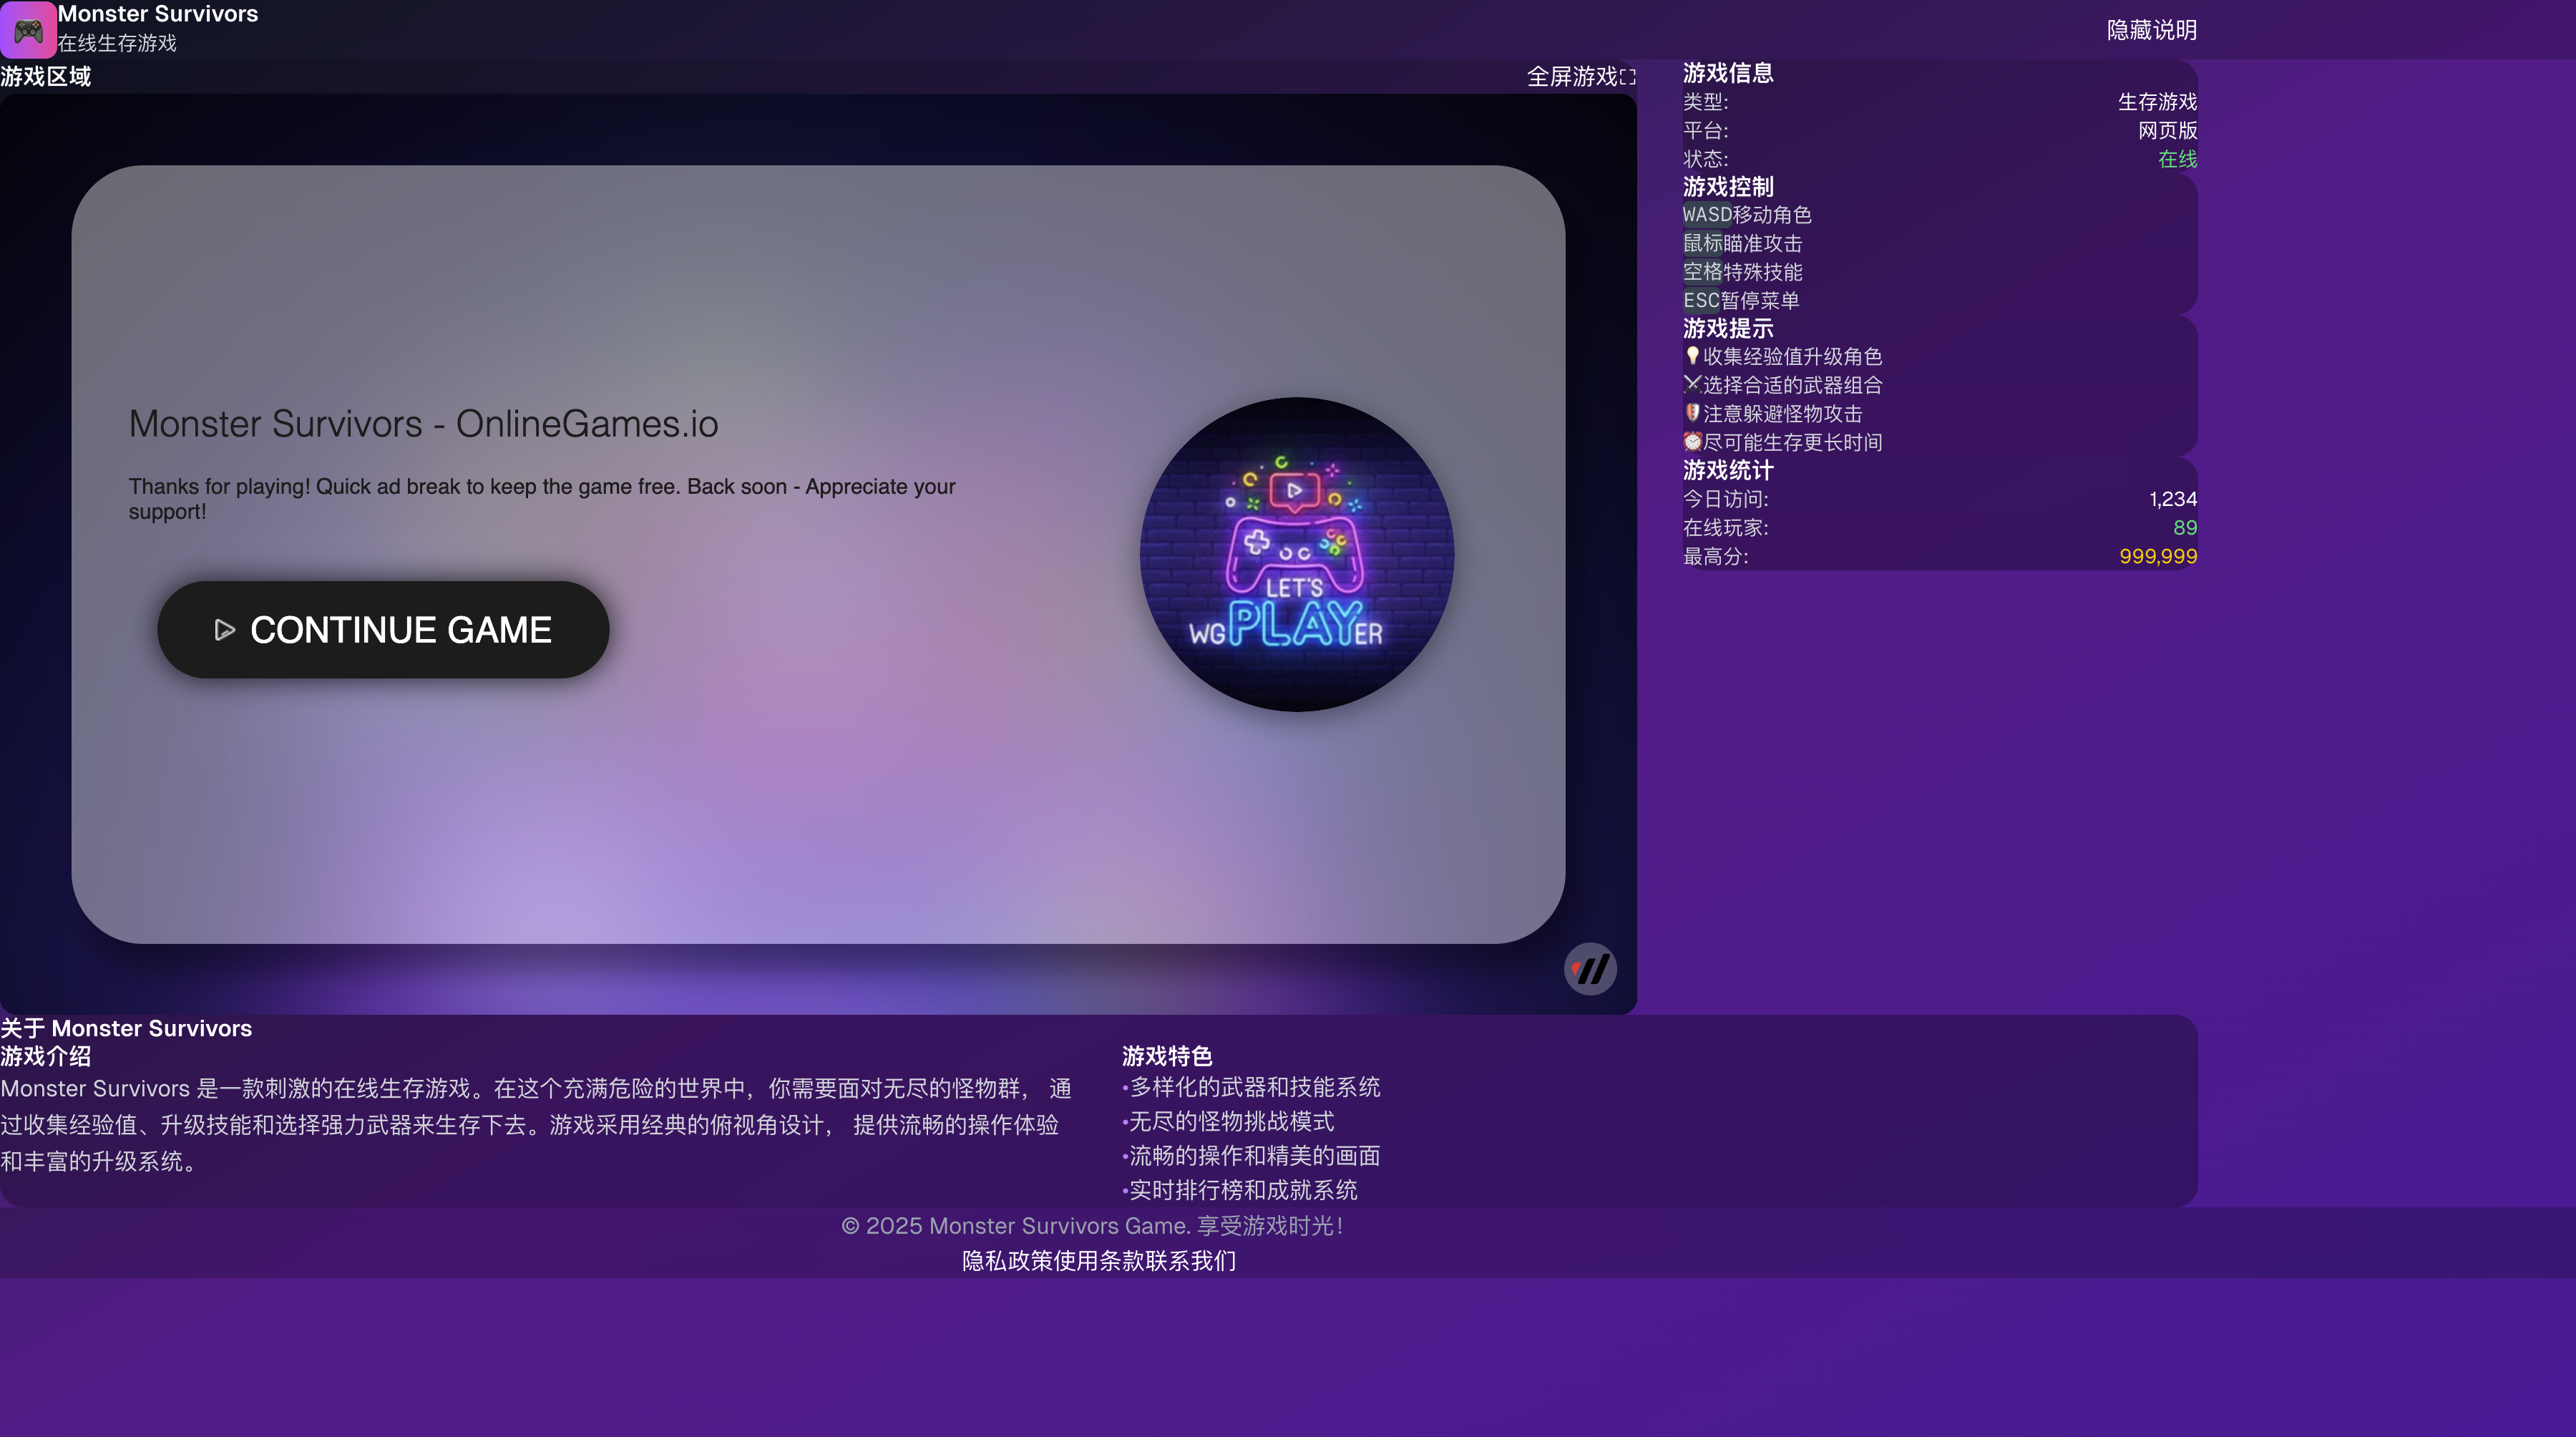 Monster Survivors
在线生存游戏
隐藏说明
游戏区域
全屏游戏
Monster Survivors - OnlineGames.io
Thanks for playing! Quick ad break to keep the game free. Back soon - Appreciate your
support!
CONTINUE GAME
LET'S
WGPLAYER
游戏信息
类型: 生存游戏
平台: 网页版
状态: 在线
游戏控制
WASD移动角色
鼠标瞄准攻击
空格特殊技能
ESC暂停菜单
游戏提示
💡收集经验值升级角色
⚔️选择合适的武器组合
🛡️注意躲避怪物攻击
⏰尽可能生存更长时间
游戏统计
今日访问: 1,234
在线玩家: 89
最高分: 999,999
关于 Monster Survivors
游戏介绍
Monster Survivors 是一款刺激的在线生存游戏。在这个充满危险的世界中，你需要面对无尽的怪物群， 通
过收集经验值、升级技能和选择强力武器来生存下去。游戏采用经典的俯视角设计， 提供流畅的操作体验
和丰富的升级系统。
游戏特色
•多样化的武器和技能系统
•无尽的怪物挑战模式
•流畅的操作和精美的画面
•实时排行榜和成就系统
© 2025 Monster Survivors Game. 享受游戏时光！
隐私政策使用条款联系我们